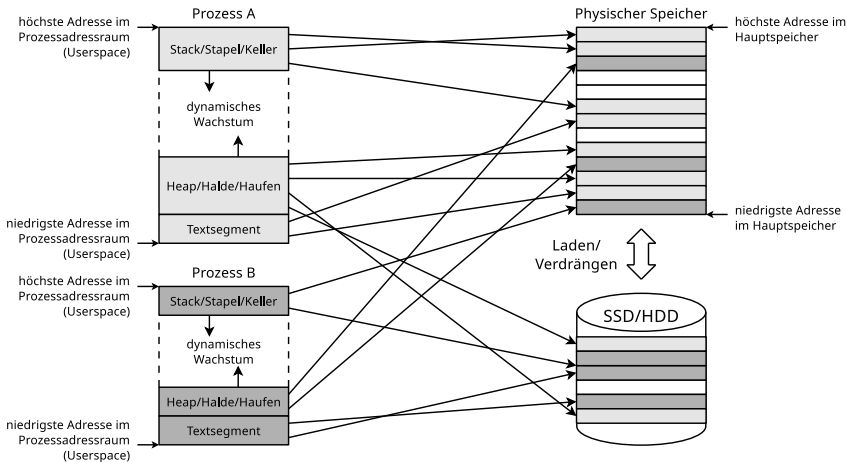 Prozess A
Physischer Speicher
höchste Adresse im
Prozessadressraum
(Userspace)
Stack/Stapel/Keller
höchste Adresse im
Hauptspeicher
dynamisches
Wachstum
Heap/Halde/Haufen
niedrigste Adresse im
Prozessadressraum
(Userspace)
Textsegment
niedrigste Adresse
im Hauptspeicher
Laden/
Verdrängen
Prozess B
höchste Adresse im
Prozessadressraum
(Userspace)
Stack/Stapel/Keller
SSD/HDD
dynamisches
Wachstum
Heap/Halde/Haufen
niedrigste Adresse im
Prozessadressraum
(Userspace)
Textsegment